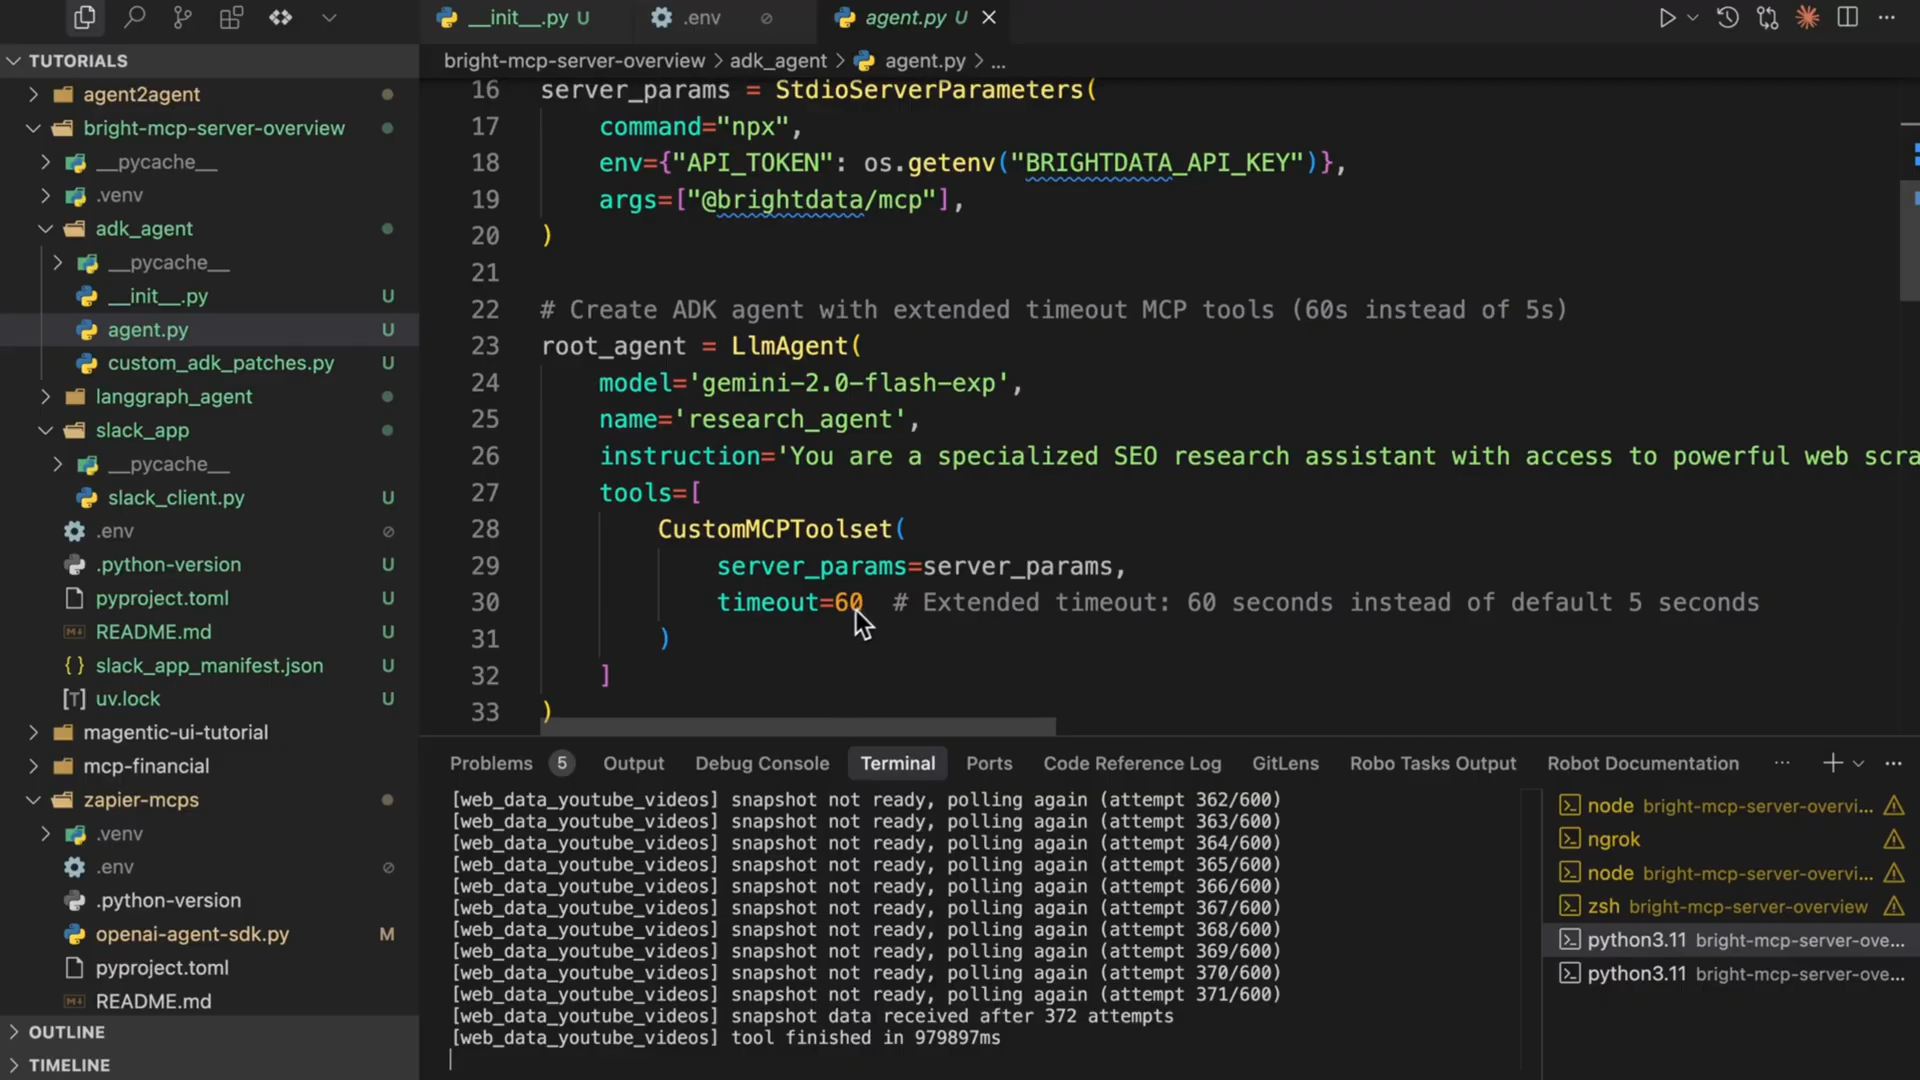 __init__.py U
.env
agent.py U
TUTORIALS
bright-mcp-server-overview > adk_agent > agent.py > ...
agent2agent
bright-mcp-server-overview
__pycache__
.venv
adk_agent
__pycache__
__init__.py U
agent.py U
custom_adk_patches.py U
langgraph_agent
slack_app
__pycache__
slack_client.py U
.env
.python-version U
pyproject.toml U
README.md U
slack_app_manifest.json U
uv.lock U
magentic-ui-tutorial
mcp-financial
zapier-mcps
.venv
.env
.python-version
openai-agent-sdk.py M
pyproject.toml
README.md
OUTLINE
TIMELINE
16 server_params = StdioServerParameters(
17 command="npx",
18 env={"API_TOKEN": os.getenv("BRIGHTDATA_API_KEY")},
19 args=["@brightdata/mcp"],
20 )
21
22 # Create ADK agent with extended timeout MCP tools (60s instead of 5s)
23 root_agent = LlmAgent(
24 model='gemini-2.0-flash-exp',
25 name='research_agent',
26 instruction='You are a specialized SEO research assistant with access to powerful web scra
27 tools=[
28 CustomMCPToolset(
29 server_params=server_params,
30 timeout=60 # Extended timeout: 60 seconds instead of default 5 seconds
31 )
32 ]
33 )
Problems 5 Output Debug Console Terminal Ports Code Reference Log GitLens Robo Tasks Output Robot Documentation
[web_data_youtube_videos] snapshot not ready, polling again (attempt 362/600)
[web_data_youtube_videos] snapshot not ready, polling again (attempt 363/600)
[web_data_youtube_videos] snapshot not ready, polling again (attempt 364/600)
[web_data_youtube_videos] snapshot not ready, polling again (attempt 365/600)
[web_data_youtube_videos] snapshot not ready, polling again (attempt 366/600)
[web_data_youtube_videos] snapshot not ready, polling again (attempt 367/600)
[web_data_youtube_videos] snapshot not ready, polling again (attempt 368/600)
[web_data_youtube_videos] snapshot not ready, polling again (attempt 369/600)
[web_data_youtube_videos] snapshot not ready, polling again (attempt 370/600)
[web_data_youtube_videos] snapshot not ready, polling again (attempt 371/600)
[web_data_youtube_videos] snapshot data received after 372 attempts
[web_data_youtube_videos] tool finished in 979897ms
node bright-mcp-server-overvi...
ngrok
node bright-mcp-server-overvi...
zsh bright-mcp-server-overview
python3.11 bright-mcp-server-ove...
python3.11 bright-mcp-server-ove...